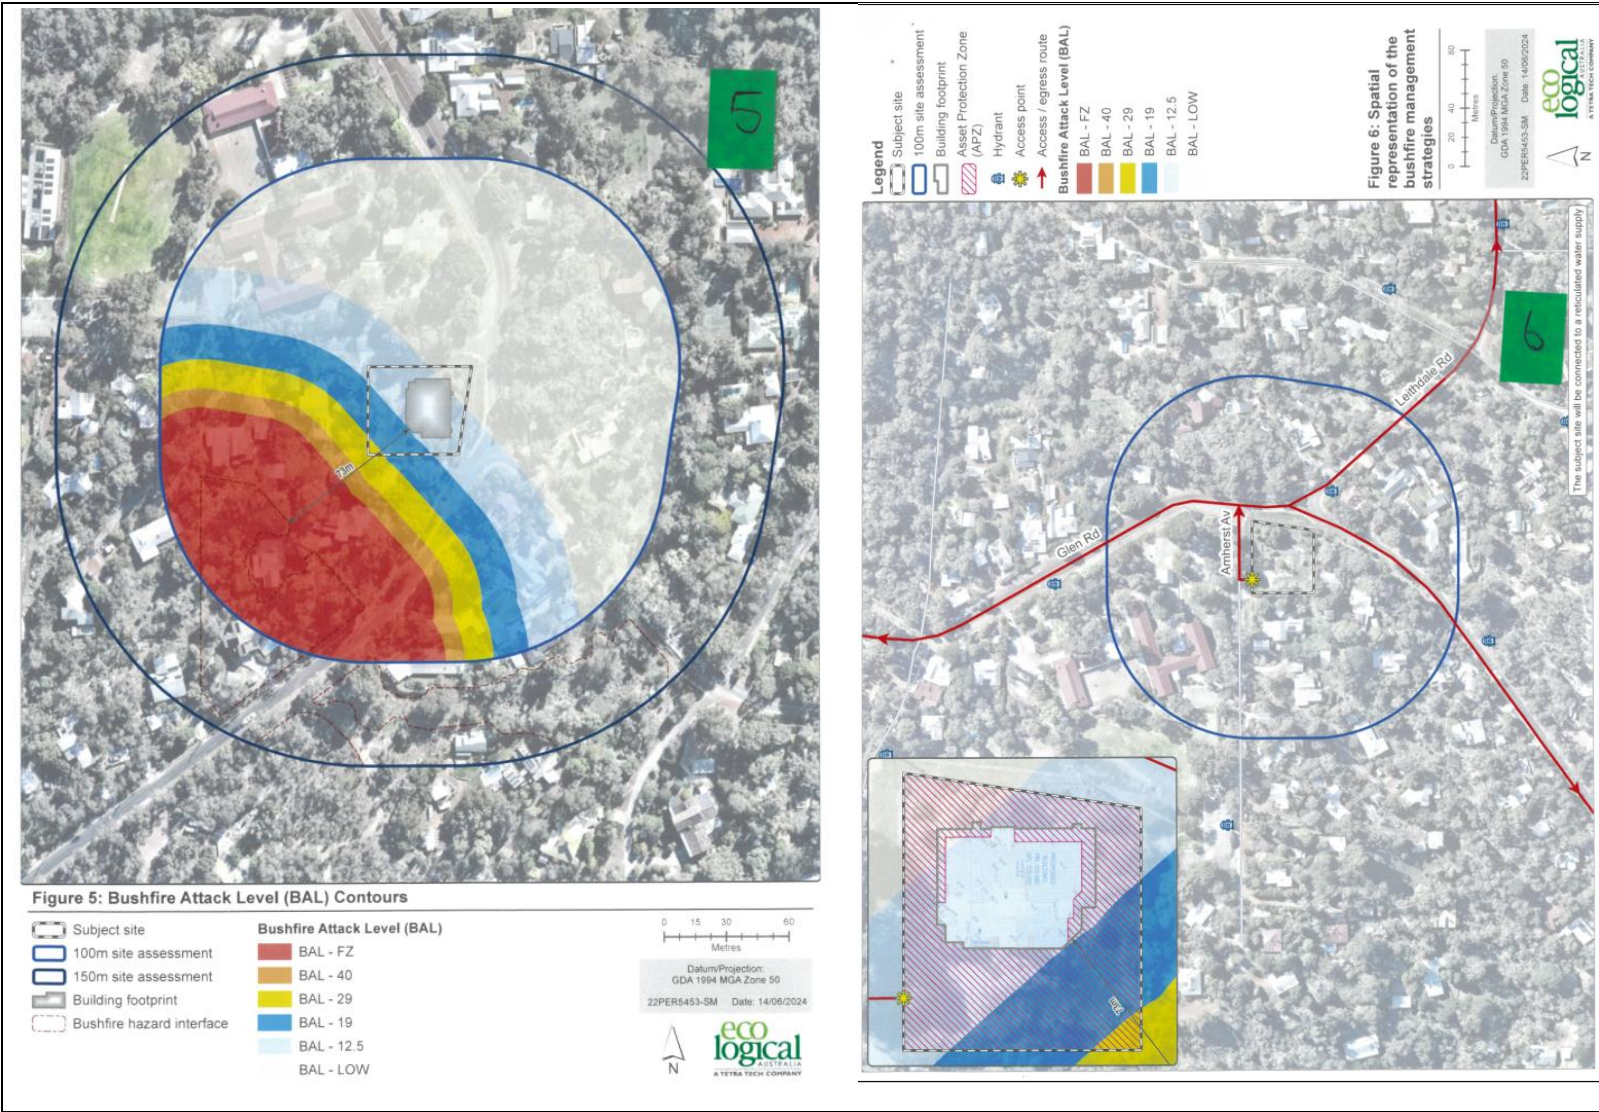 5
73m
Figure 5: Bushfire Attack Level (BAL) Contours
Subject site
100m site assessment
150m site assessment
Building footprint
Bushfire hazard interface
Bushfire Attack Level (BAL)
BAL - FZ
BAL - 40
BAL - 29
BAL - 19
BAL - 12.5
BAL - LOW
0 15 30 60
Metres
Datum/Projection:
GDA 1994 MGA Zone 50
22PER5453-SM Date: 14/06/2024
N
eco
logical
AUSTRALIA
A TETRA TECH COMPANY
Legend
Subject site
100m site assessment
Building footprint
Asset Protection Zone
(APZ)
Hydrant
Access point
Access / egress route
Bushfire Attack Level (BAL)
BAL - FZ
BAL - 40
BAL - 29
BAL - 19
BAL - 12.5
BAL - LOW
Figure 6: Spatial
representation of the
bushfire management
strategies
0 20 40 80
Metres
Datum/Projection:
GDA 1994 MGA Zone 50
22PER5453-SM Date: 14/06/2024
N
eco
logical
AUSTRALIA
A TETRA TECH COMPANY
6
The subject site will be connected to a reticulated water supply
Leithdale Rd
Glen Rd
Amherst Av
73m